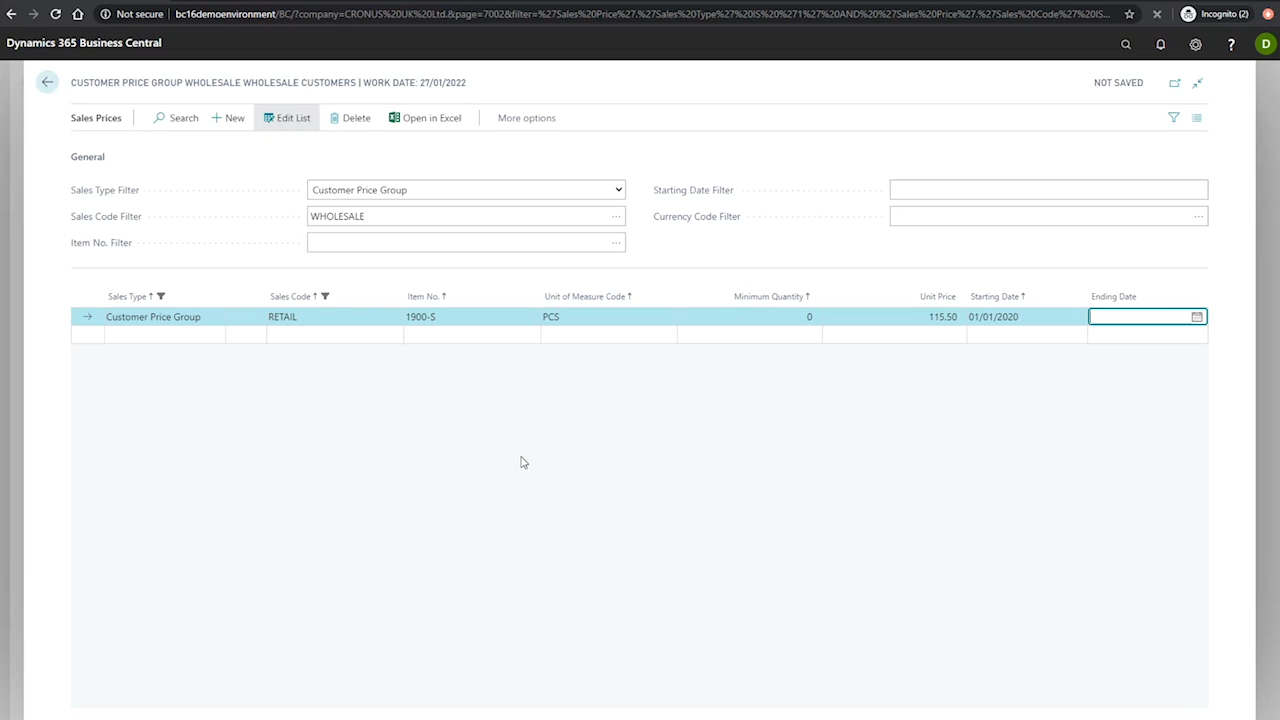 Not secure bc16demoenvironment/BC/?company=CRONUS%20UK%20Ltd.&page=7002&filter=%27Sales%20Price%27.%27Sales%20Type%27%20IS%20%271%27%20AND%20%27Sales%20Price%27.%27Sales%20Code%27%20IS... Incognito (2)
Dynamics 365 Business Central ? D
CUSTOMER PRICE GROUP WHOLESALE WHOLESALE CUSTOMERS | WORK DATE: 27/01/2022 NOT SAVED
Sales Prices Search New Edit List Delete Open in Excel More options
General
Sales Type Filter Customer Price Group Starting Date Filter
Sales Code Filter WHOLESALE Currency Code Filter
Item No. Filter
Sales Type Sales Code Item No. Unit of Measure Code Minimum Quantity Unit Price Starting Date Ending Date
Customer Price Group RETAIL 1900-S PCS 0 115.50 01/01/2020